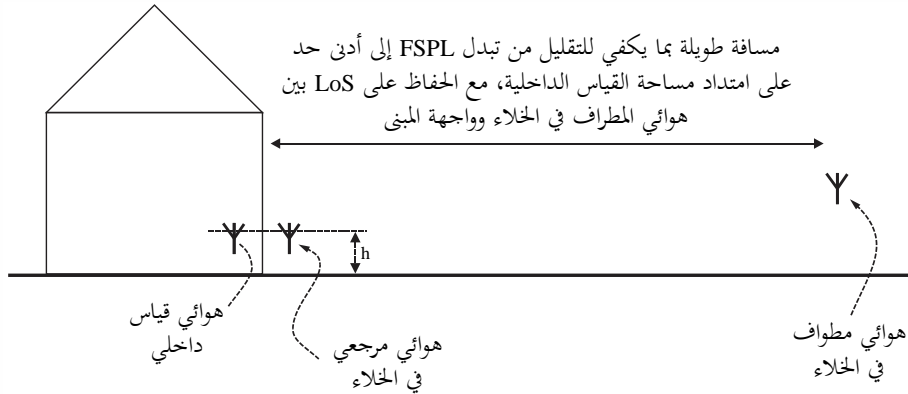 مسافة طويلة بما يكفي للتقليل من تبدل FSPL إلى أدنى حد
على امتداد مساحة القياس الداخلية، مع الحفاظ على LoS بين
هوائي المطراف في الخلاء وواجهة المبنى
h
هوائي قياس
داخلي
هوائي مرجعي
في الخلاء
هوائي مطواف
في الخلاء